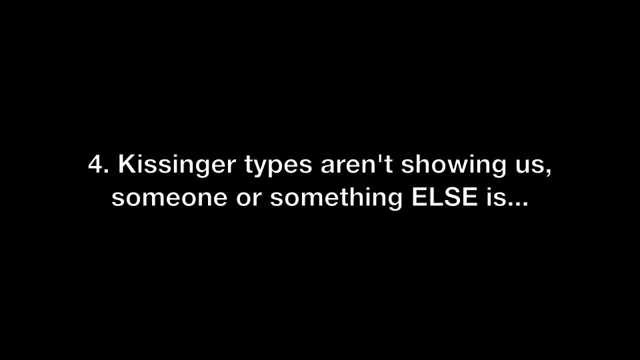 4. Kissinger types aren't showing us,
someone or something ELSE is...